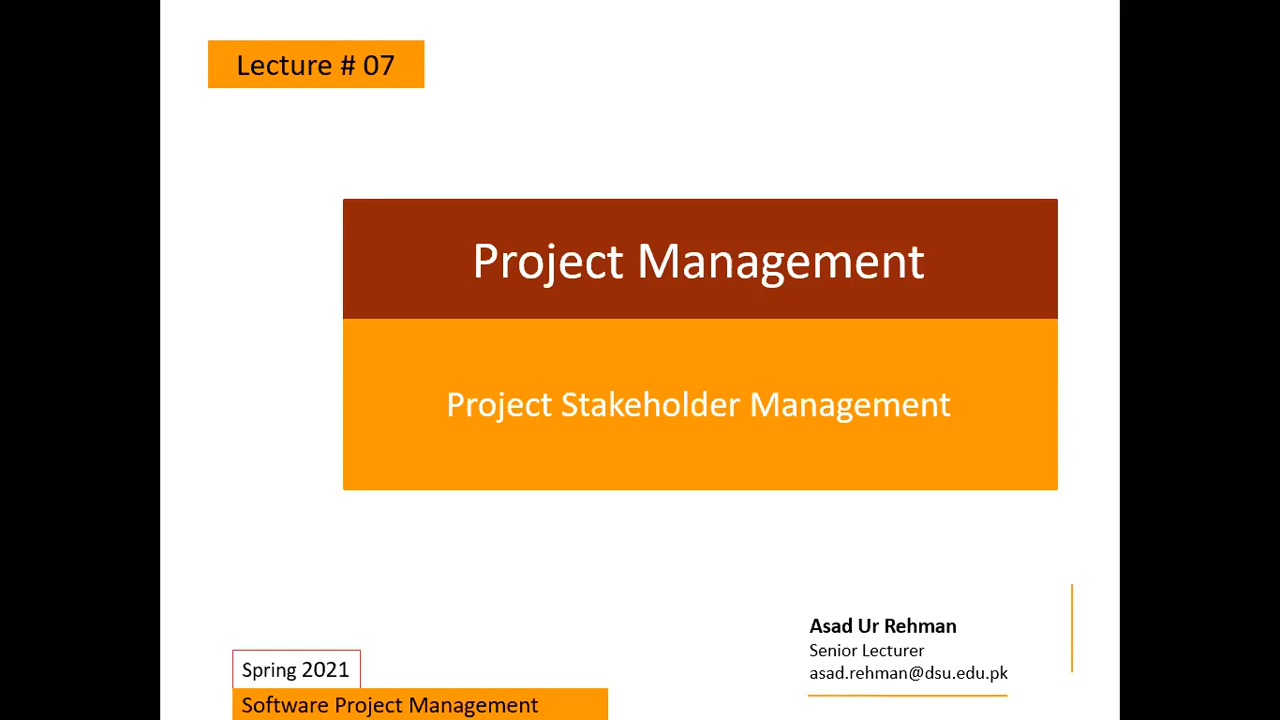 Lecture # 07
Project Management
Project Stakeholder Management
Asad Ur Rehman
Senior Lecturer
asad.rehman@dsu.edu.pk
Spring 2021
Software Project Management